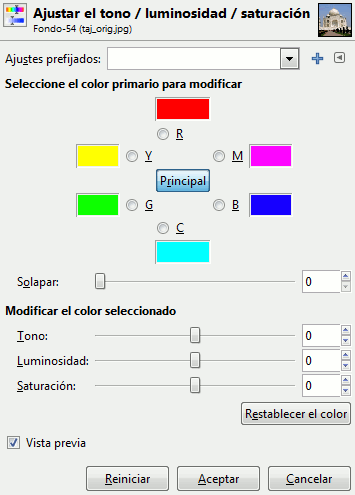 Ajustar el tono / luminosidad / saturación
Fondo-54 (taj_orig.jpg)
Ajustes prefijados:
Seleccione el color primario para modificar
R
Y M
Principal
G B
C
Solapar: 0
Modificar el color seleccionado
Tono: 0
Luminosidad: 0
Saturación: 0
Restablecer el color
Vista previa
Reiniciar Aceptar Cancelar